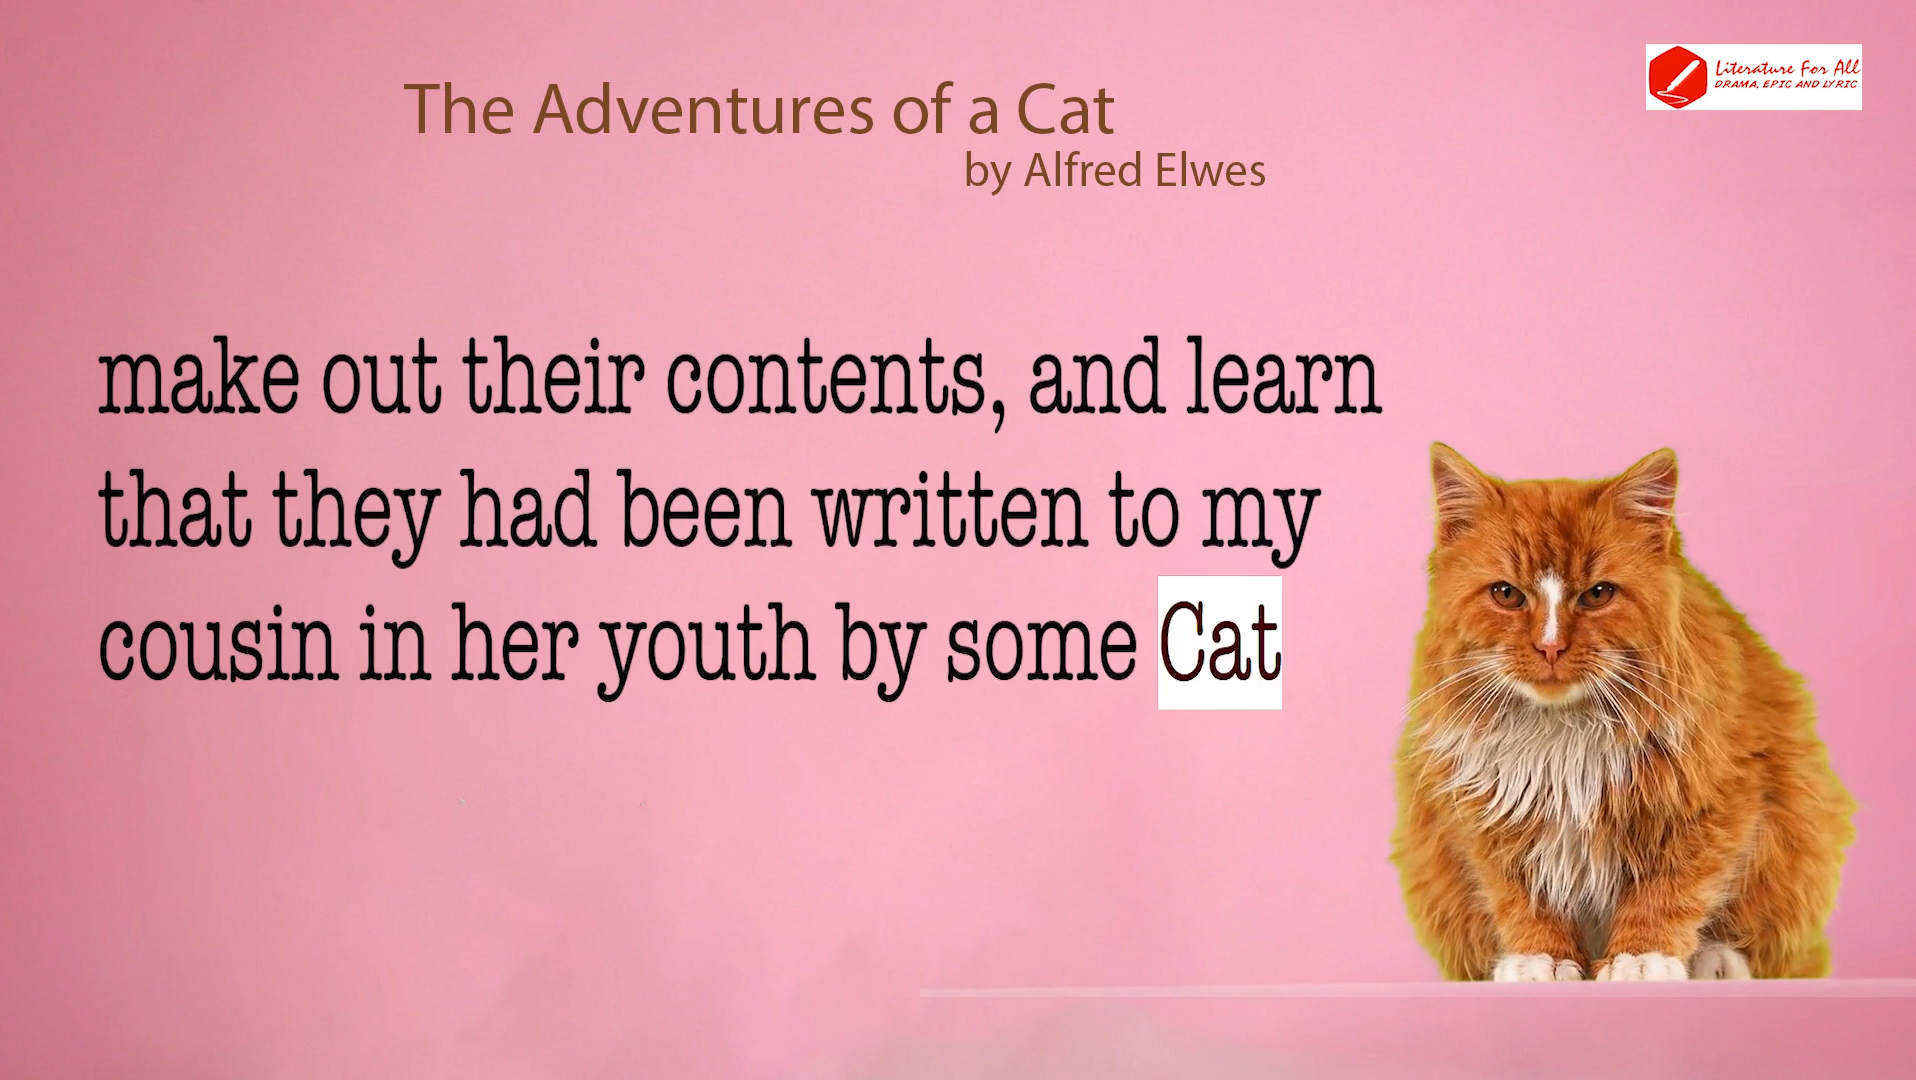 The Adventures of a Cat
by Alfred Elwes
Literature For All
DRAMA, EPIC AND LYRIC
make out their contents, and learn
that they had been written to my
cousin in her youth by some Cat